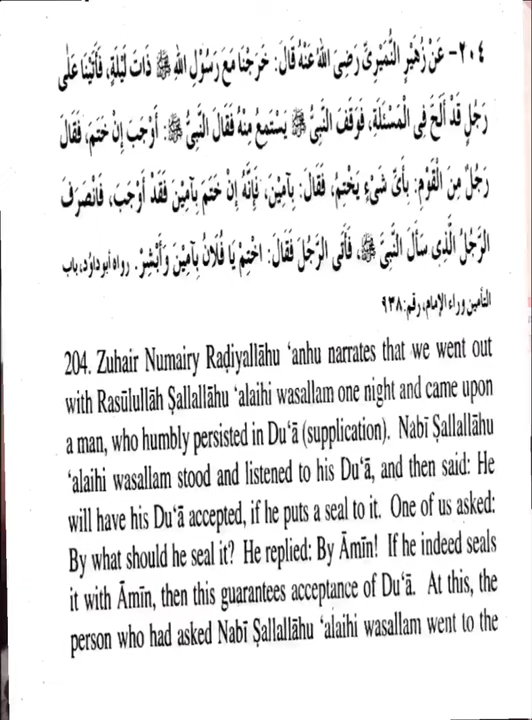 ٢٠٤- عَنْ زُهَيْرٍ النُّمَيْرِيِّ رَضِيَ اللهُ عَنْهُ قَالَ: خَرَجْنَا مَعَ رَسُوْلِ اللهِ ﷺ ذَاتَ لَيْلَةٍ، فَأَتَيْنَا عَلٰى
رَجُلٍ قَدْ أَلَحَّ فِي الْمَسْئَلَةِ، فَوَقَفَ النَّبِيُّ ﷺ يَسْتَمِعُ مِنْهُ فَقَالَ النَّبِيُّ ﷺ: أَوْجَبَ إِنْ خَتَمَ، فَقَالَ
رَجُلٌ مِنَ الْقَوْمِ: بِأَيِّ شَيْءٍ يَخْتِمُ، فَقَالَ: بِآمِيْنَ، فَإِنَّهُ إِنْ خَتَمَ بِآمِيْنَ فَقَدْ أَوْجَبَ، فَانْصَرَفَ
الرَّجُلُ الَّذِي سَأَلَ النَّبِيَّ ﷺ، فَأَتَى الرَّجُلَ فَقَالَ: اخْتِمْ يَا فُلَانُ بِآمِيْنَ وَأَبْشِرْ. رواه ابوداؤد، باب
التأمين وراء الإمام، رقم: ٩٣٨
204. Zuhair Numairy Raḍiyallāhu ‘anhu narrates that we went out
with Rasūlullāh Ṣallallāhu ‘alaihi wasallam one night and came upon
a man, who humbly persisted in Du‘ā (supplication). Nabī Ṣallallāhu
‘alaihi wasallam stood and listened to his Du‘ā, and then said: He
will have his Du‘ā accepted, if he puts a seal to it. One of us asked:
By what should he seal it? He replied: By Āmīn! If he indeed seals
it with Āmīn, then this guarantees acceptance of Du‘ā. At this, the
person who had asked Nabī Ṣallallāhu ‘alaihi wasallam went to the